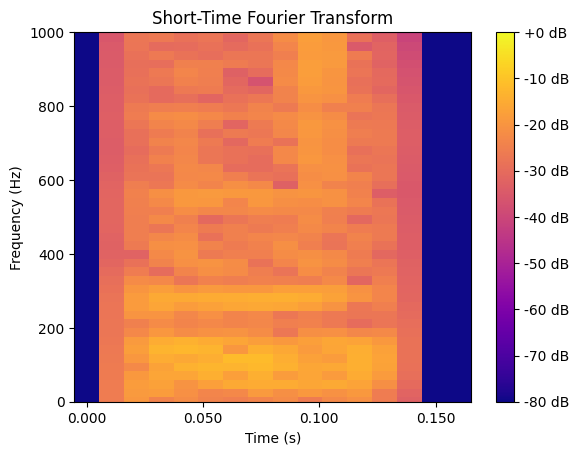 Short-Time Fourier Transform
1000
800
600
400
200
0
Frequency (Hz)
0.000
0.050
0.100
0.150
Time (s)
+0 dB
-10 dB
-20 dB
-30 dB
-40 dB
-50 dB
-60 dB
-70 dB
-80 dB